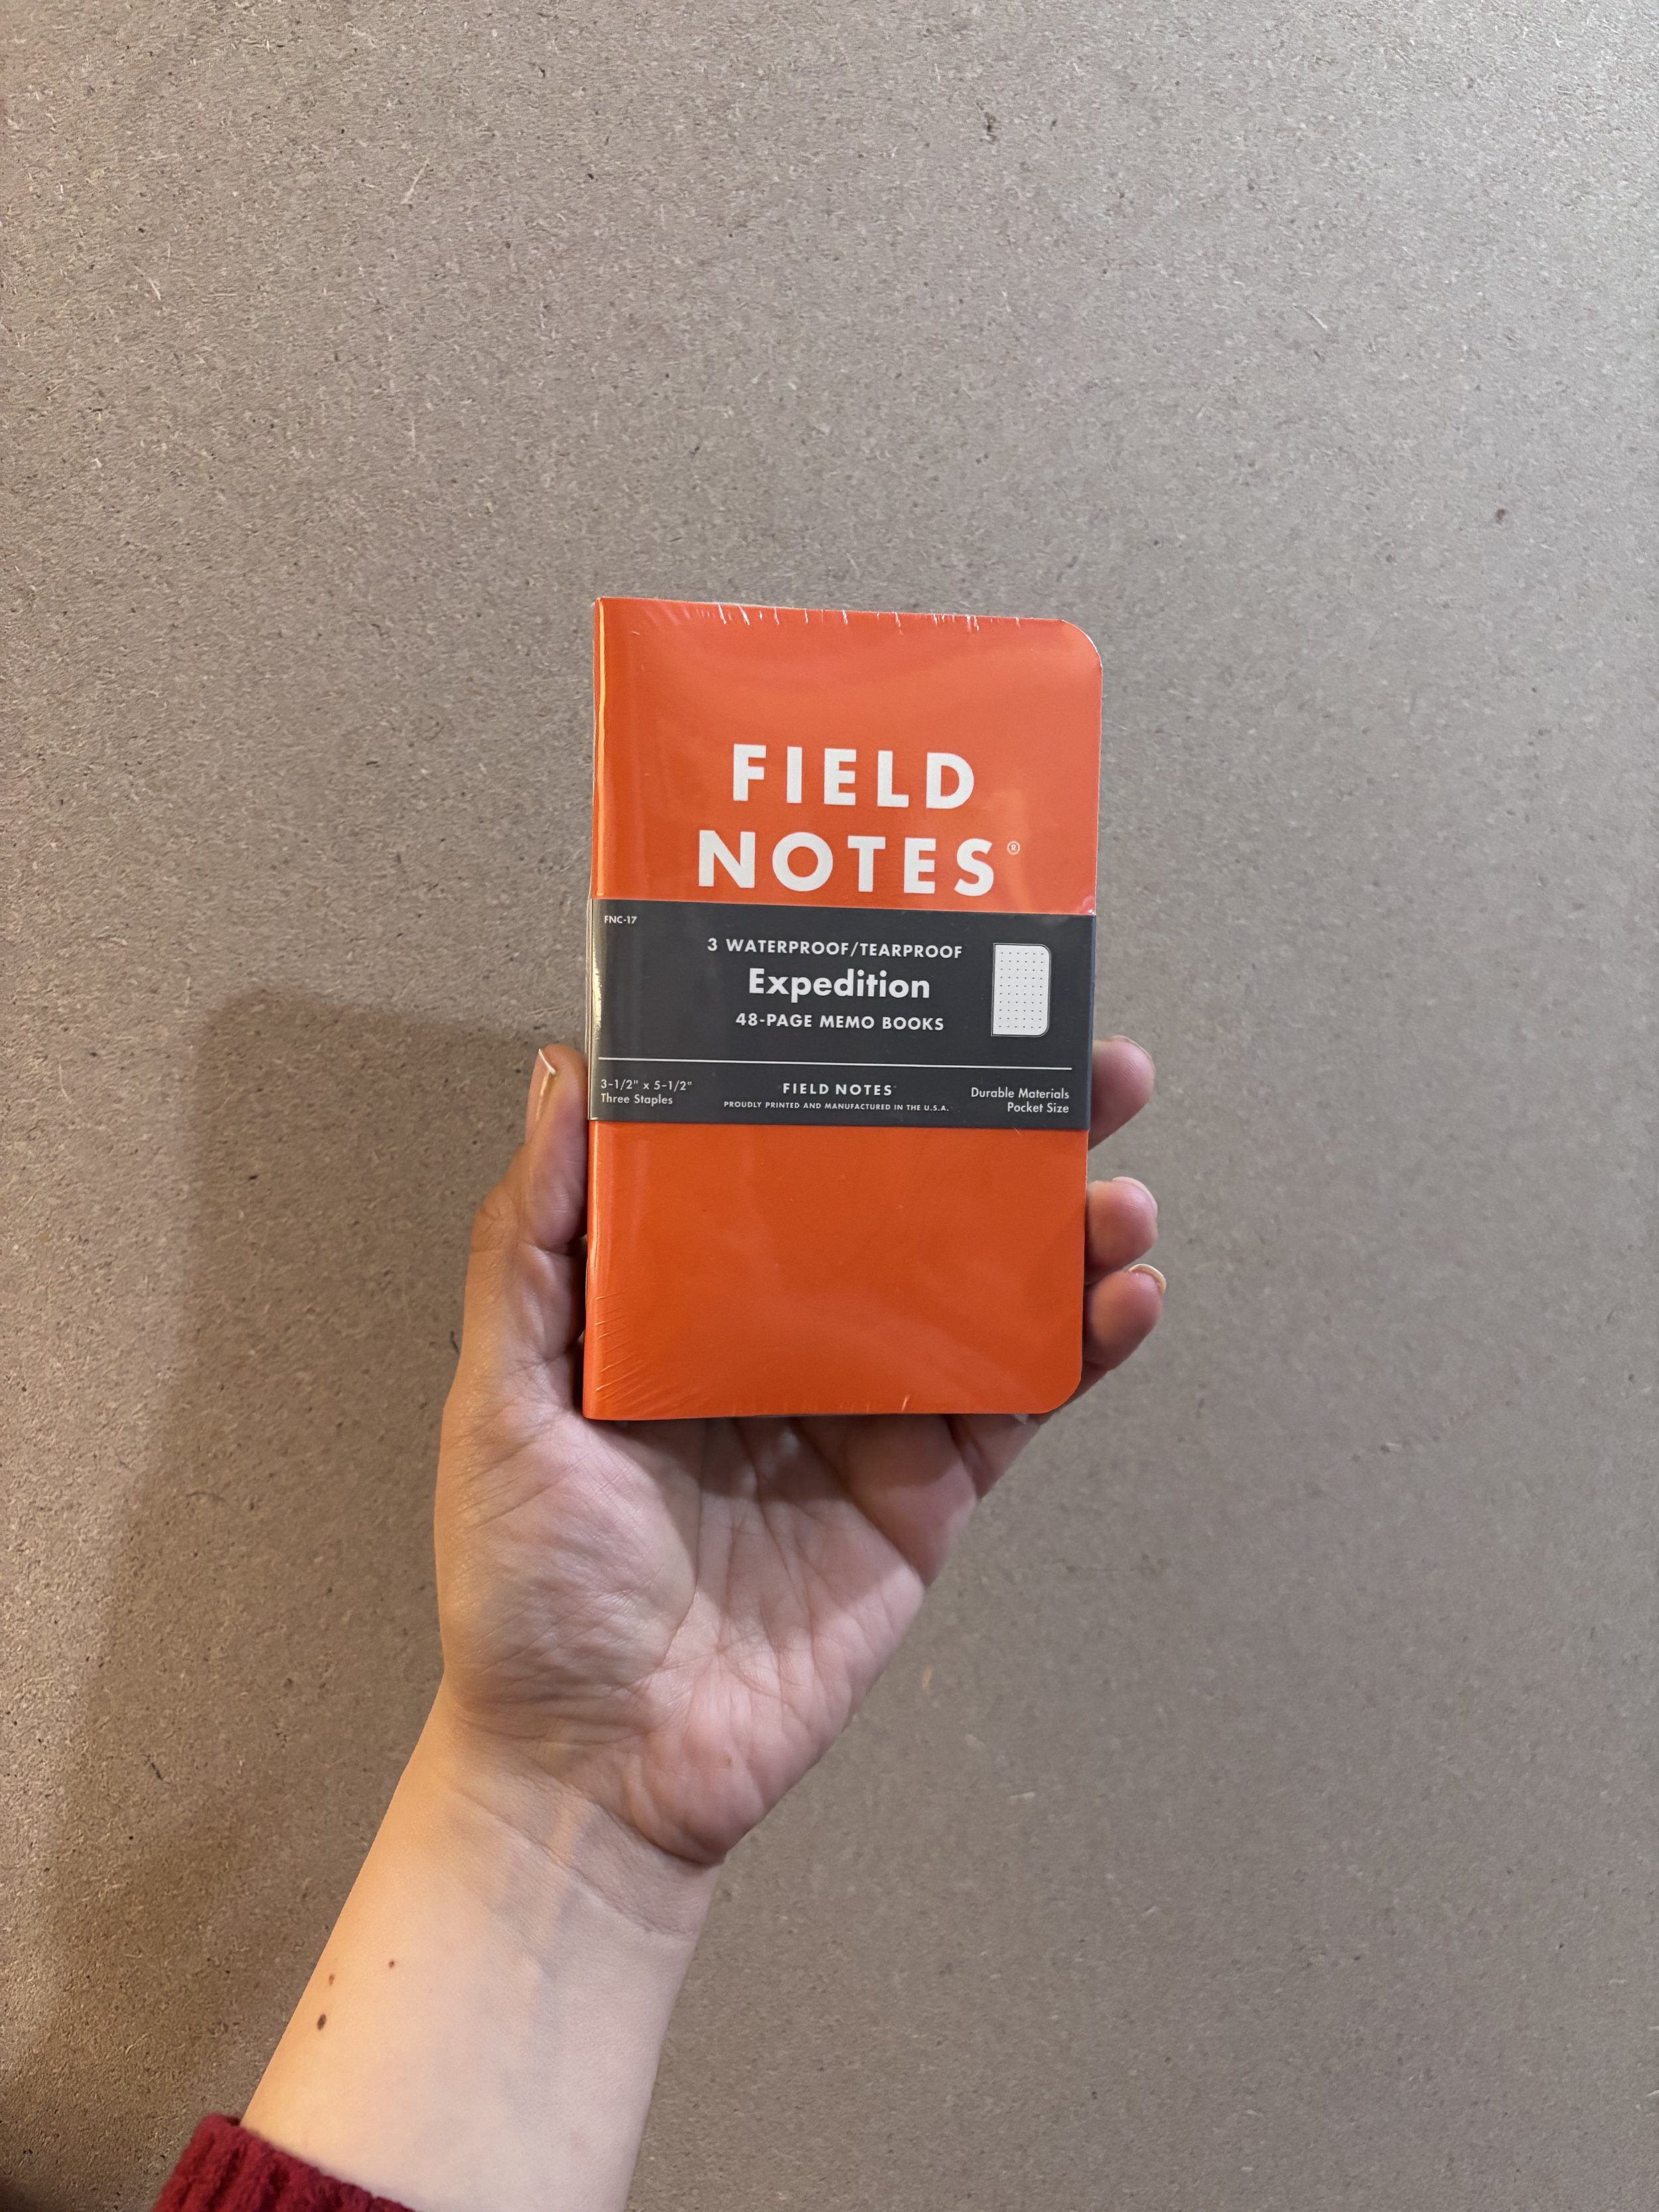 FIELD
NOTES®
FNC-17
3 WATERPROOF/TEARPROOF
Expedition
48-PAGE MEMO BOOKS
3-1/2" x 5-1/2"
Three Staples
FIELD NOTES
PROUDLY PRINTED AND MANUFACTURED IN THE U.S.A.
Durable Materials
Pocket Size